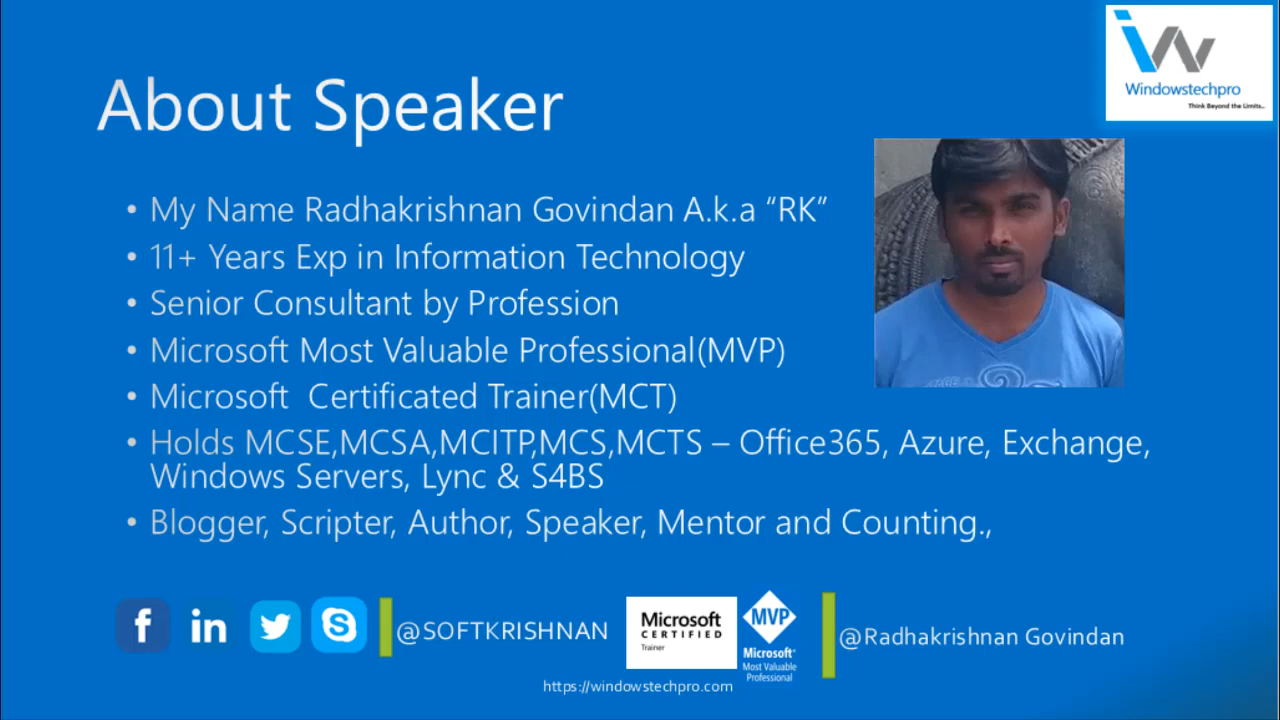 Windowstechpro
Think Beyond the Limits..
About Speaker
• My Name Radhakrishnan Govindan A.k.a “RK”
• 11+ Years Exp in Information Technology
• Senior Consultant by Profession
• Microsoft Most Valuable Professional(MVP)
• Microsoft  Certificated Trainer(MCT)
• Holds MCSE,MCSA,MCITP,MCS,MCTS – Office365, Azure, Exchange,
Windows Servers, Lync & S4BS
• Blogger, Scripter, Author, Speaker, Mentor and Counting.,
@SOFTKRISHNAN
Microsoft
CERTIFIED
Trainer
MVP
Microsoft®
Most Valuable
Professional
@Radhakrishnan Govindan
https://windowstechpro.com